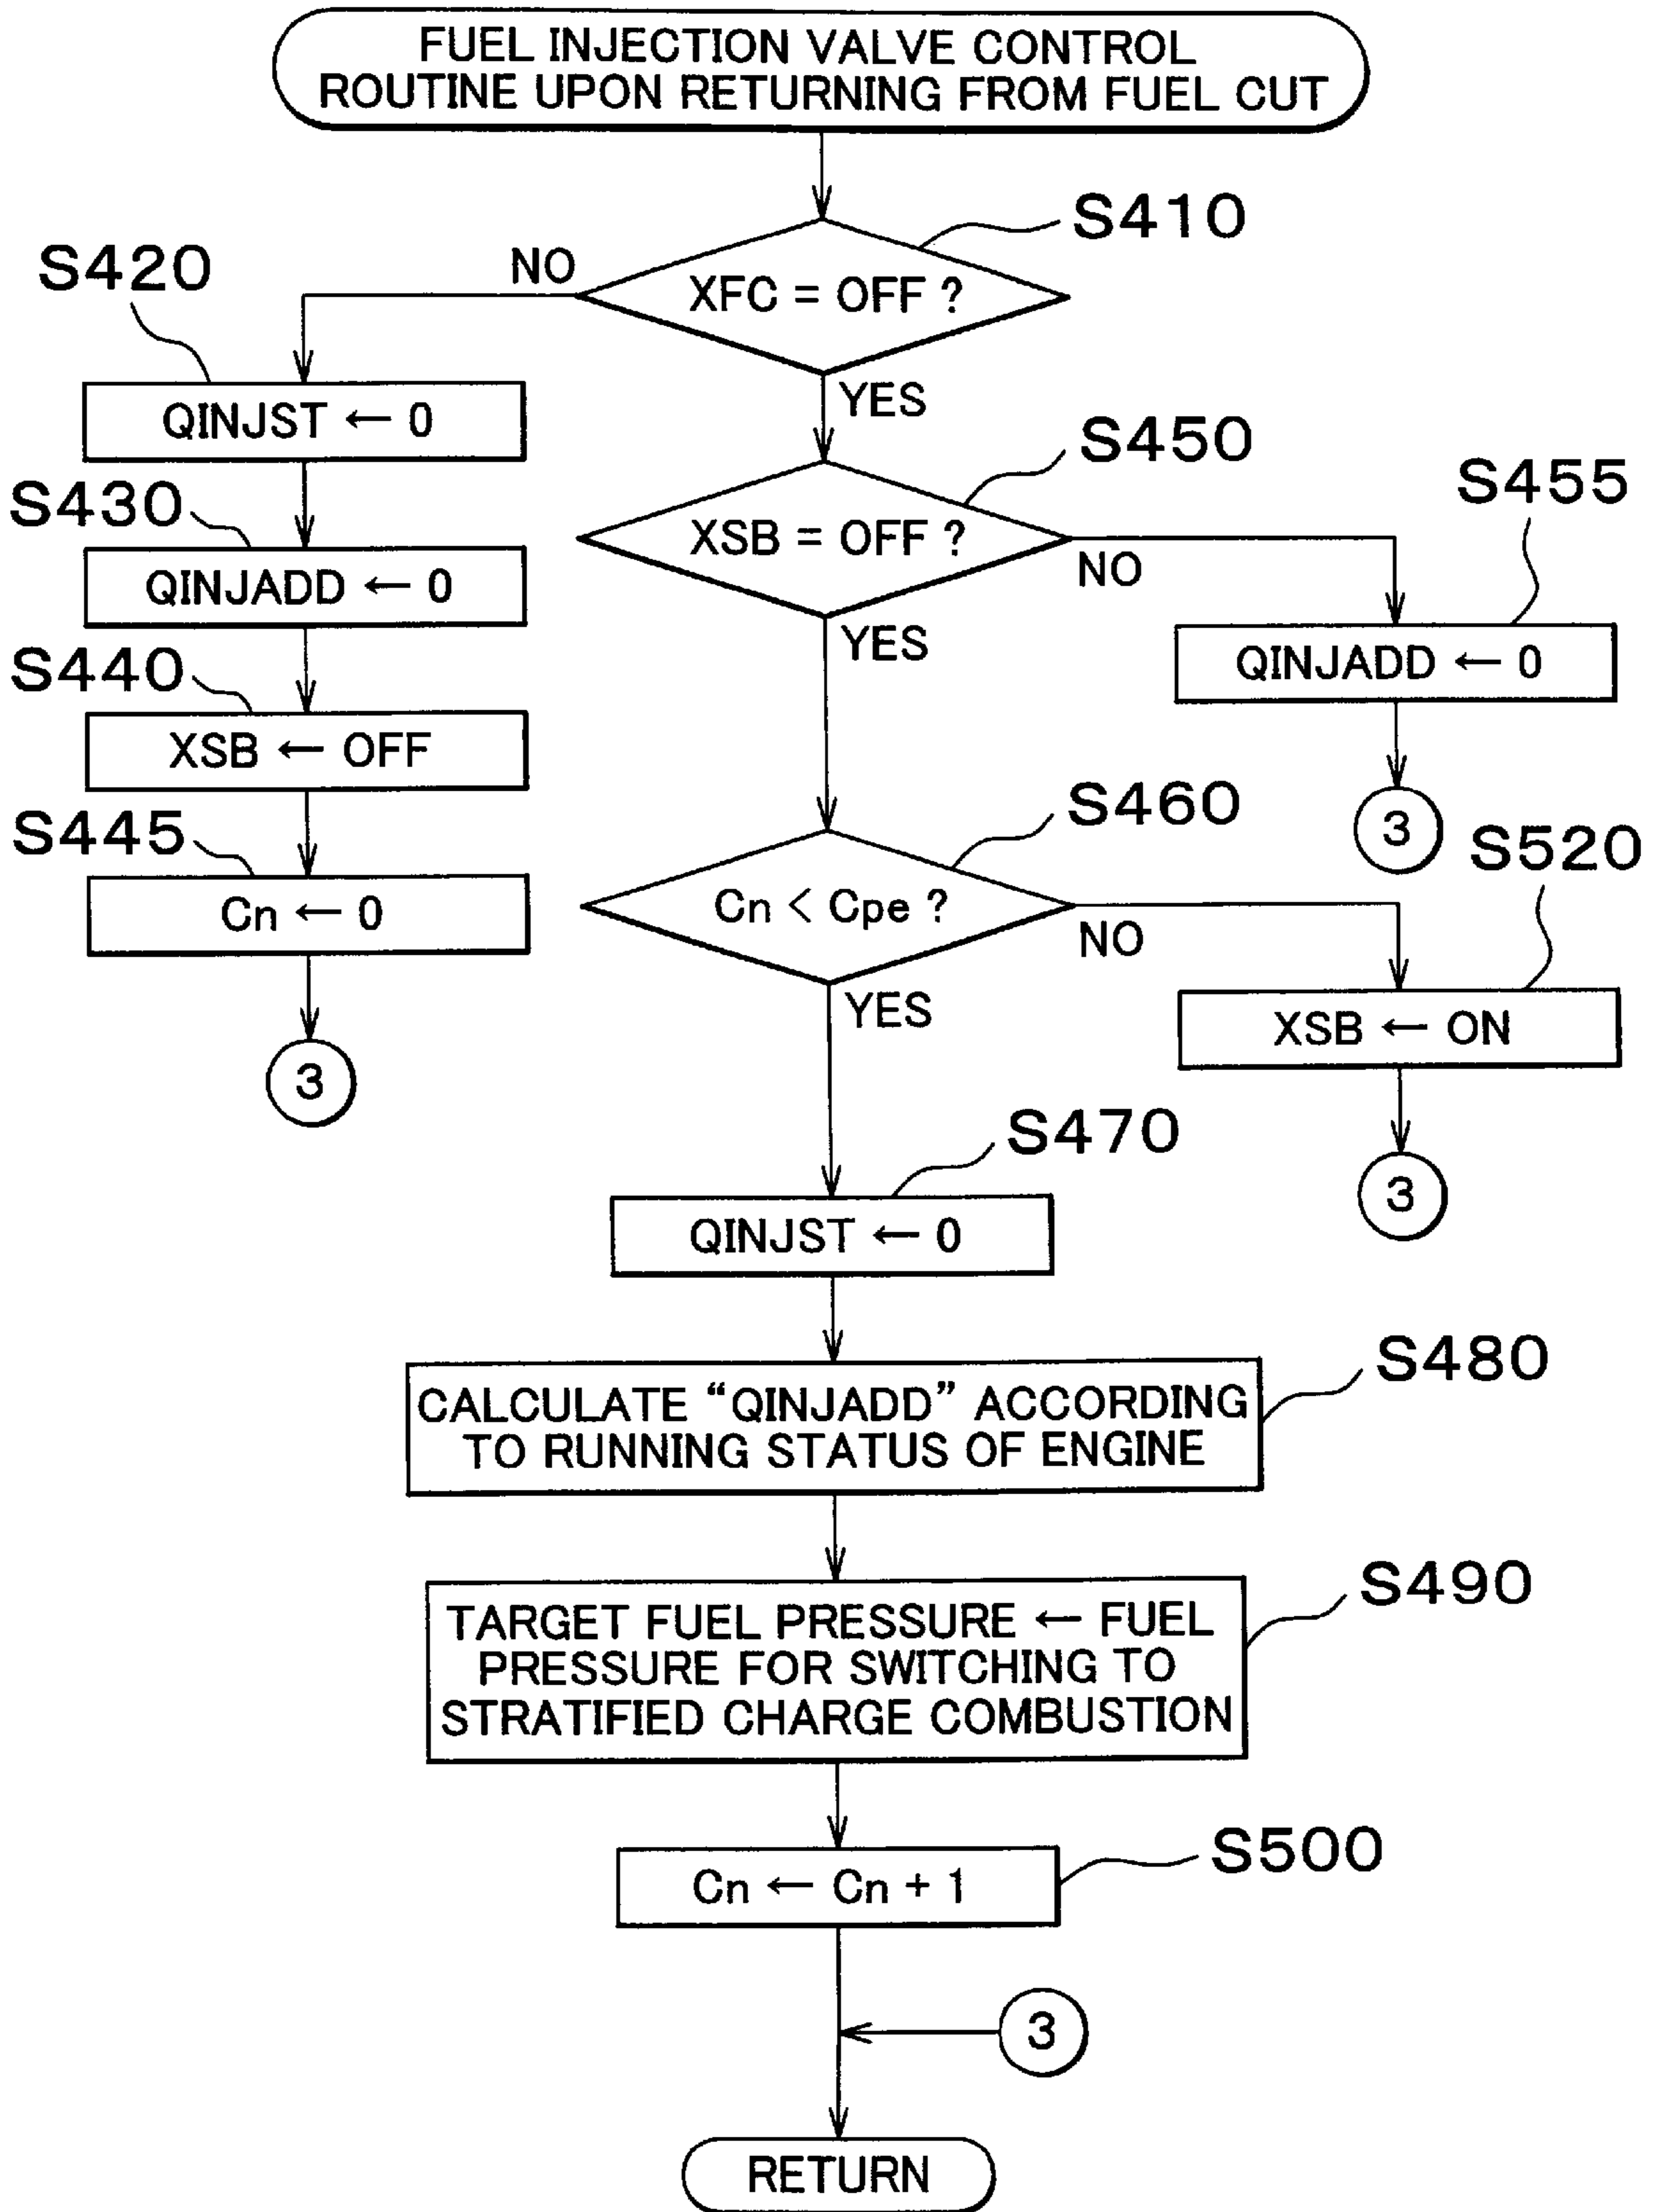 FUEL INJECTION VALVE CONTROL
ROUTINE UPON RETURNING FROM FUEL CUT
S410
XFC = OFF ?
NO
YES
S420
QINJST ← 0
S430
QINJADD ← 0
S440
XSB ← OFF
S445
Cn ← 0
3
S450
XSB = OFF ?
NO
YES
S455
QINJADD ← 0
3
S460
Cn < Cpe ?
NO
YES
S520
XSB ← ON
3
S470
QINJST ← 0
S480
CALCULATE “QINJADD” ACCORDING
TO RUNNING STATUS OF ENGINE
S490
TARGET FUEL PRESSURE ← FUEL
PRESSURE FOR SWITCHING TO
STRATIFIED CHARGE COMBUSTION
S500
Cn ← Cn + 1
3
RETURN